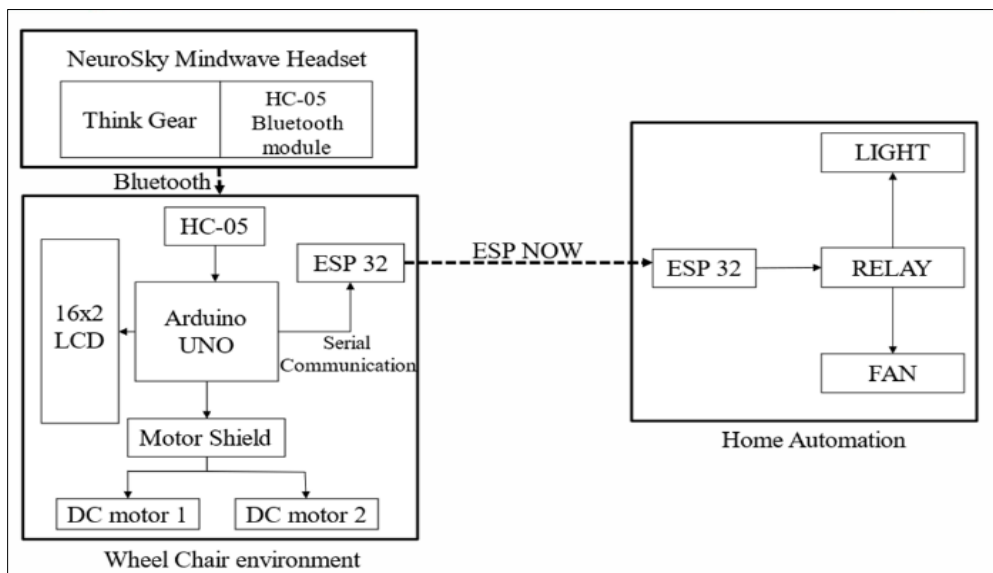 NeuroSky Mindwave Headset
Think Gear
HC-05
Bluetooth
module
Bluetooth
HC-05
ESP 32
16x2
LCD
Arduino
UNO
Serial
Communication
Motor Shield
DC motor 1
DC motor 2
Wheel Chair environment
ESP NOW
LIGHT
ESP 32
RELAY
FAN
Home Automation